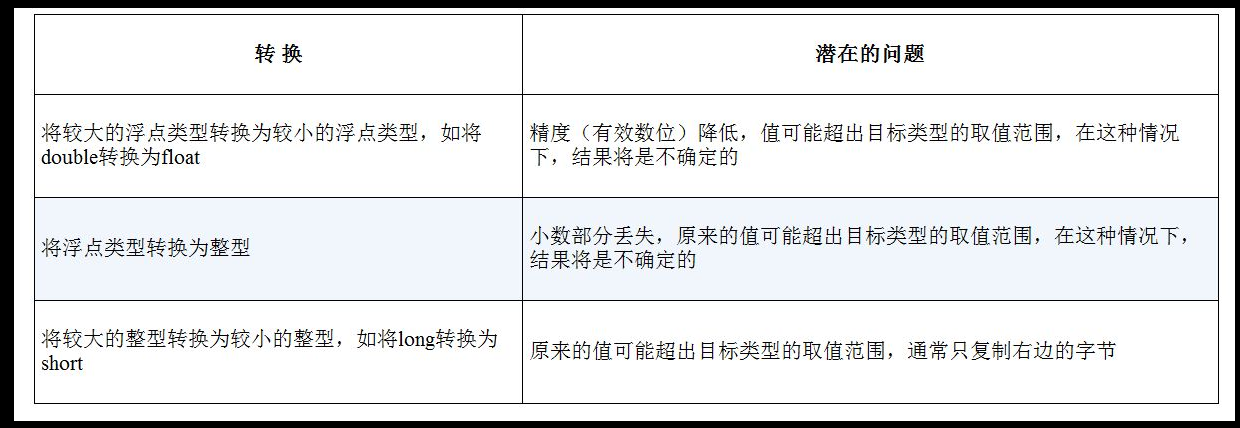 转 换
潜在的问题
将较大的浮点类型转换为较小的浮点类型，如将
double转换为float
精度（有效数位）降低，值可能超出目标类型的取值范围，在这种情况
下，结果将是不确定的
将浮点类型转换为整型
小数部分丢失，原来的值可能超出目标类型的取值范围，在这种情况下，
结果将是不确定的
将较大的整型转换为较小的整型，如将long转换为
short
原来的值可能超出目标类型的取值范围，通常只复制右边的字节